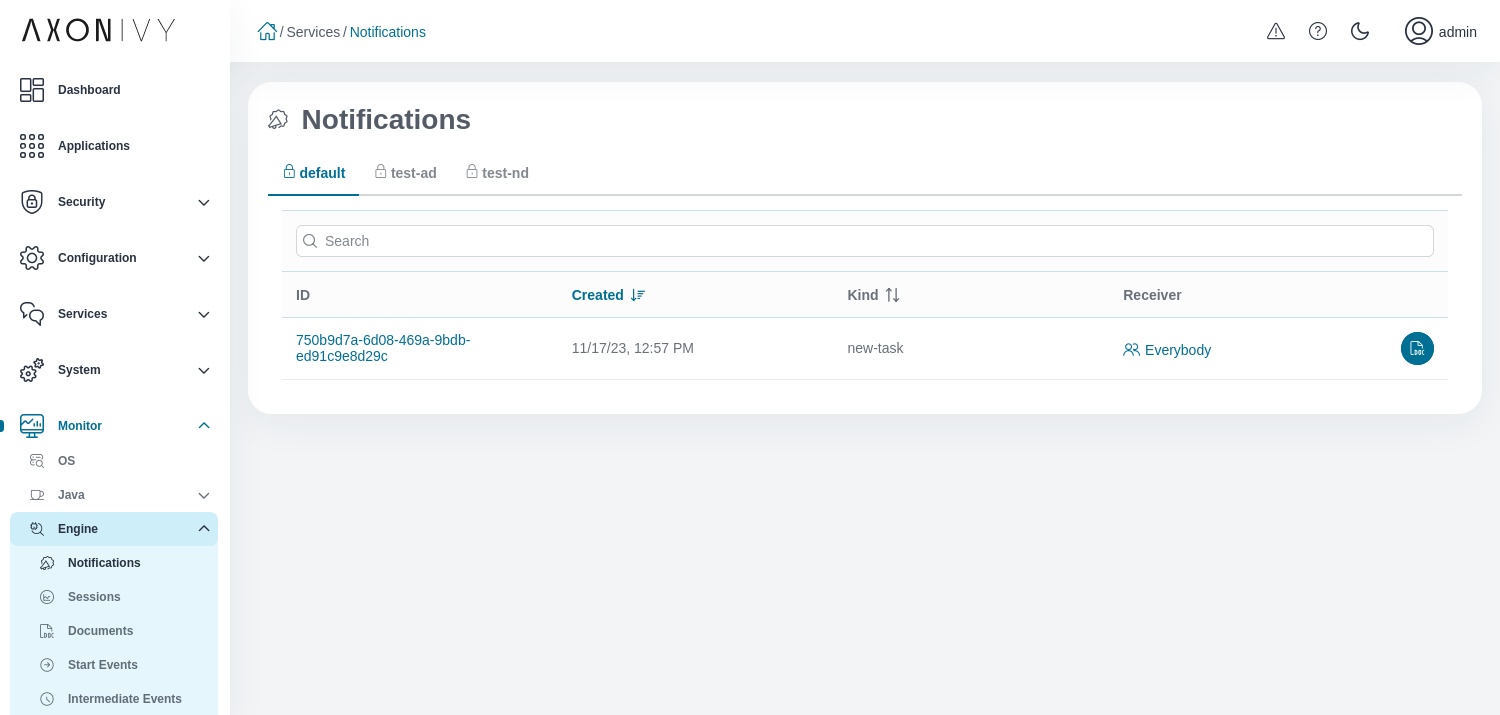 AXONIVY
/ Services / Notifications
admin
Dashboard
Applications
Security
Configuration
Services
System
Monitor
OS
Java
Engine
Notifications
Sessions
Documents
Start Events
Intermediate Events
Notifications
default
test-ad
test-nd
Search
ID
Created
Kind
Receiver
750b9d7a-6d08-469a-9bdb-
ed91c9e8d29c
11/17/23, 12:57 PM
new-task
Everybody